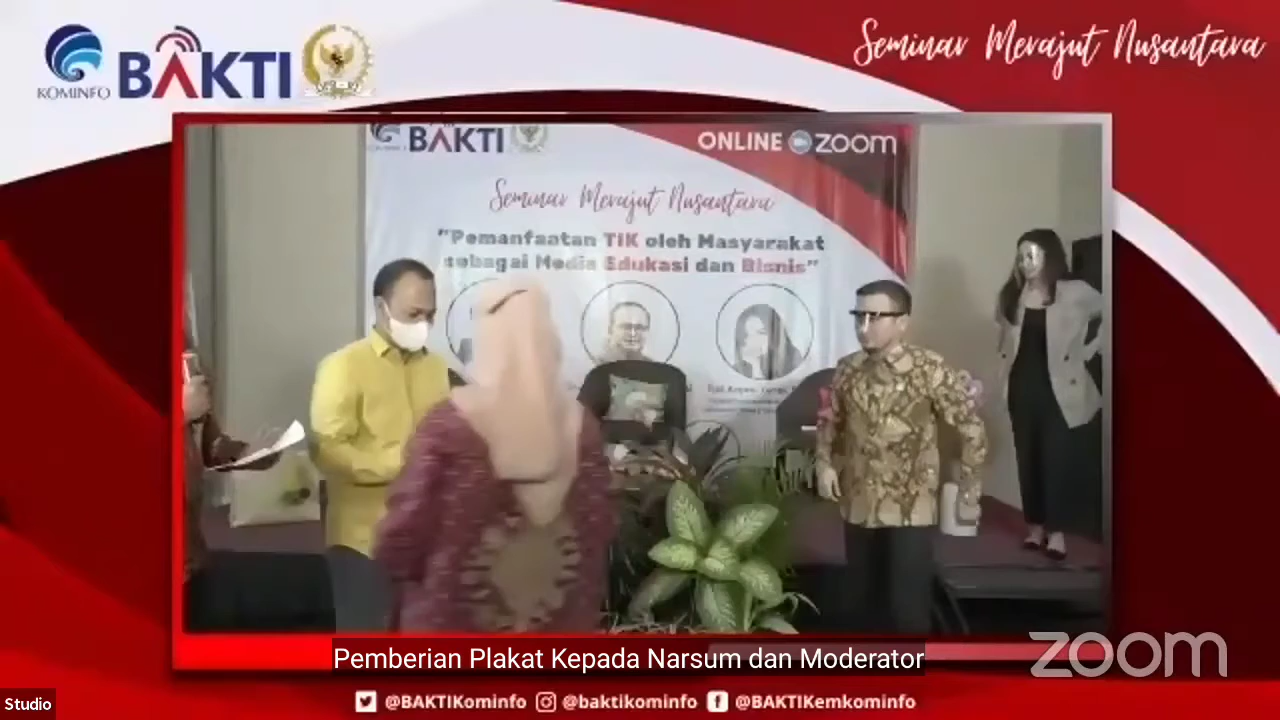 KOMINFO
BAKTI
Seminar Merajut Nusantara
BAKTI
ONLINE zoom
Seminar Merajut Nusantara
"Pemanfaatan TIK oleh Masyarakat
sebagai Media Edukasi dan Bisnis"
Pemberian Plakat Kepada Narsum dan Moderator
zoom
Studio
@BAKTIKominfo @baktikominfo @BAKTIKemkominfo